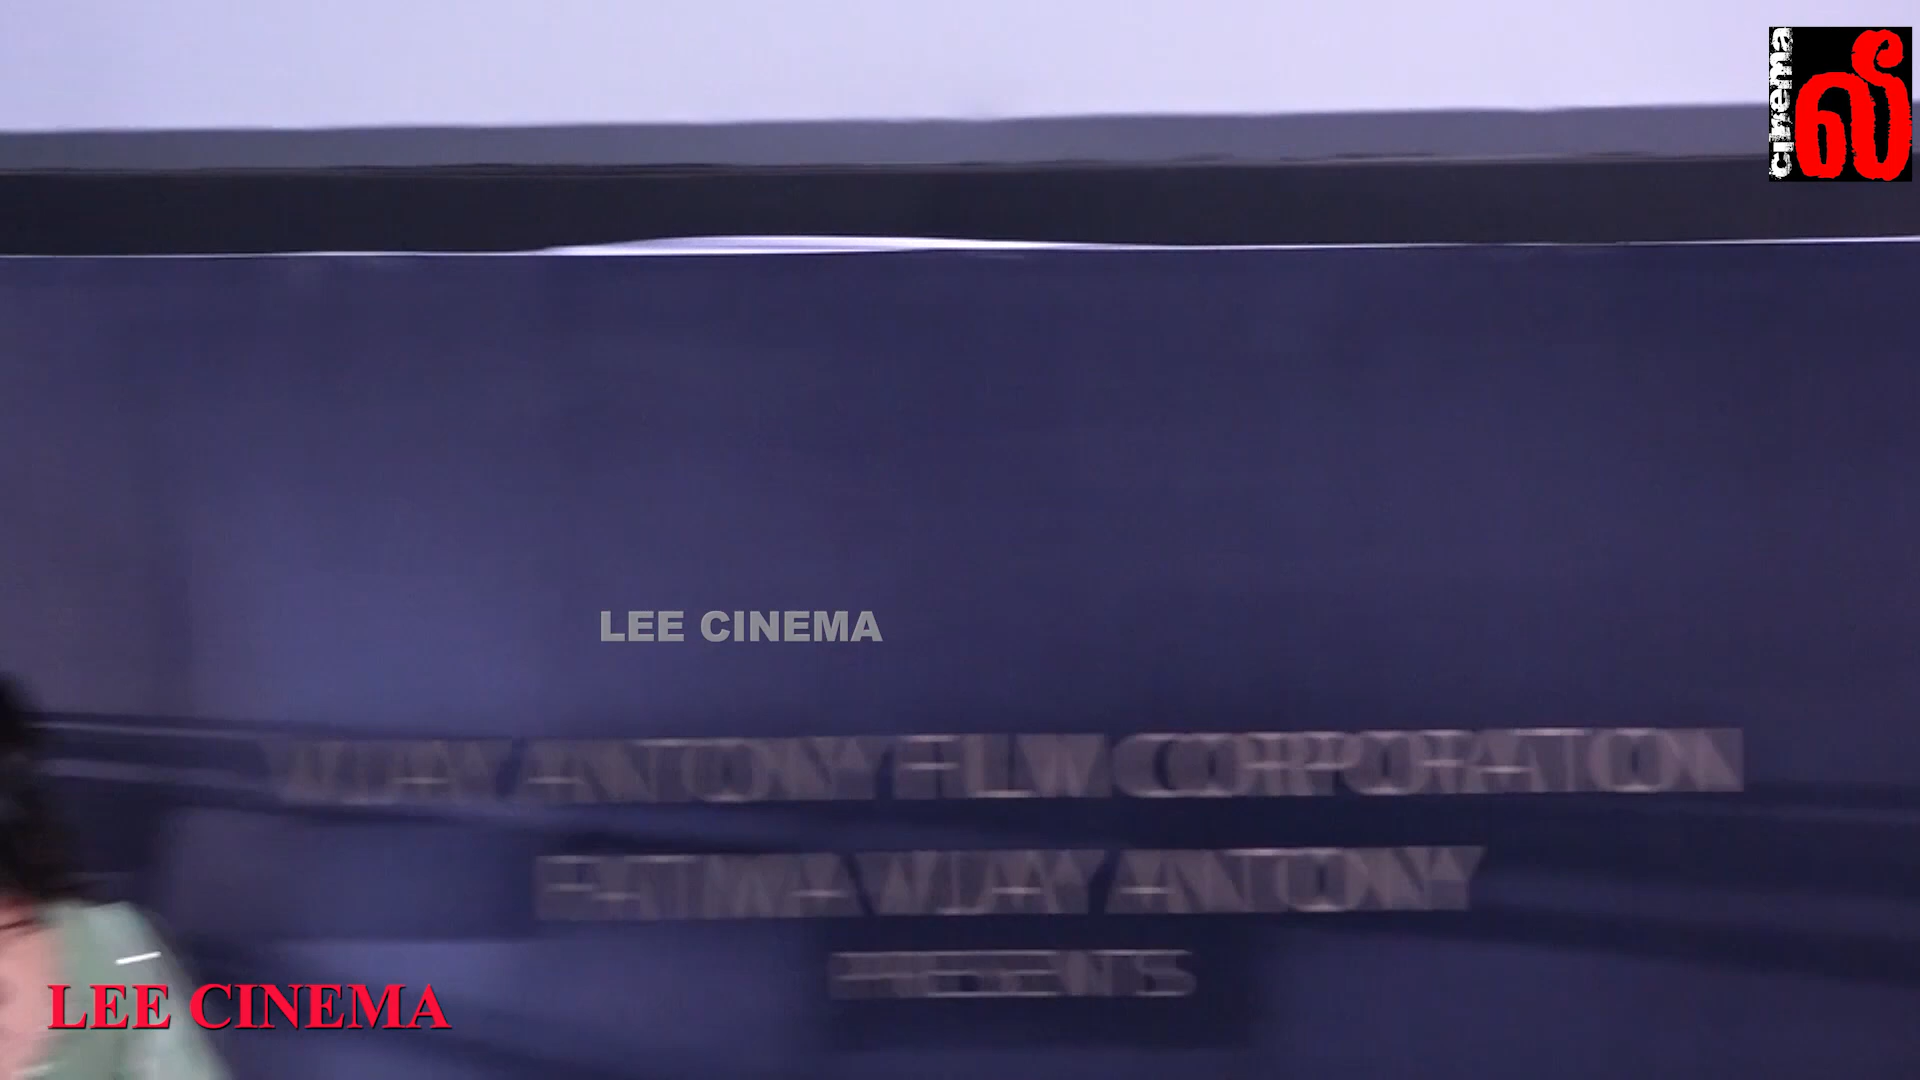 cinema
லீ
LEE CINEMA
VIJAY ANTONY FILM CORPORATION
FATIMA VIJAY ANTONY
PRESENTS
LEE CINEMA